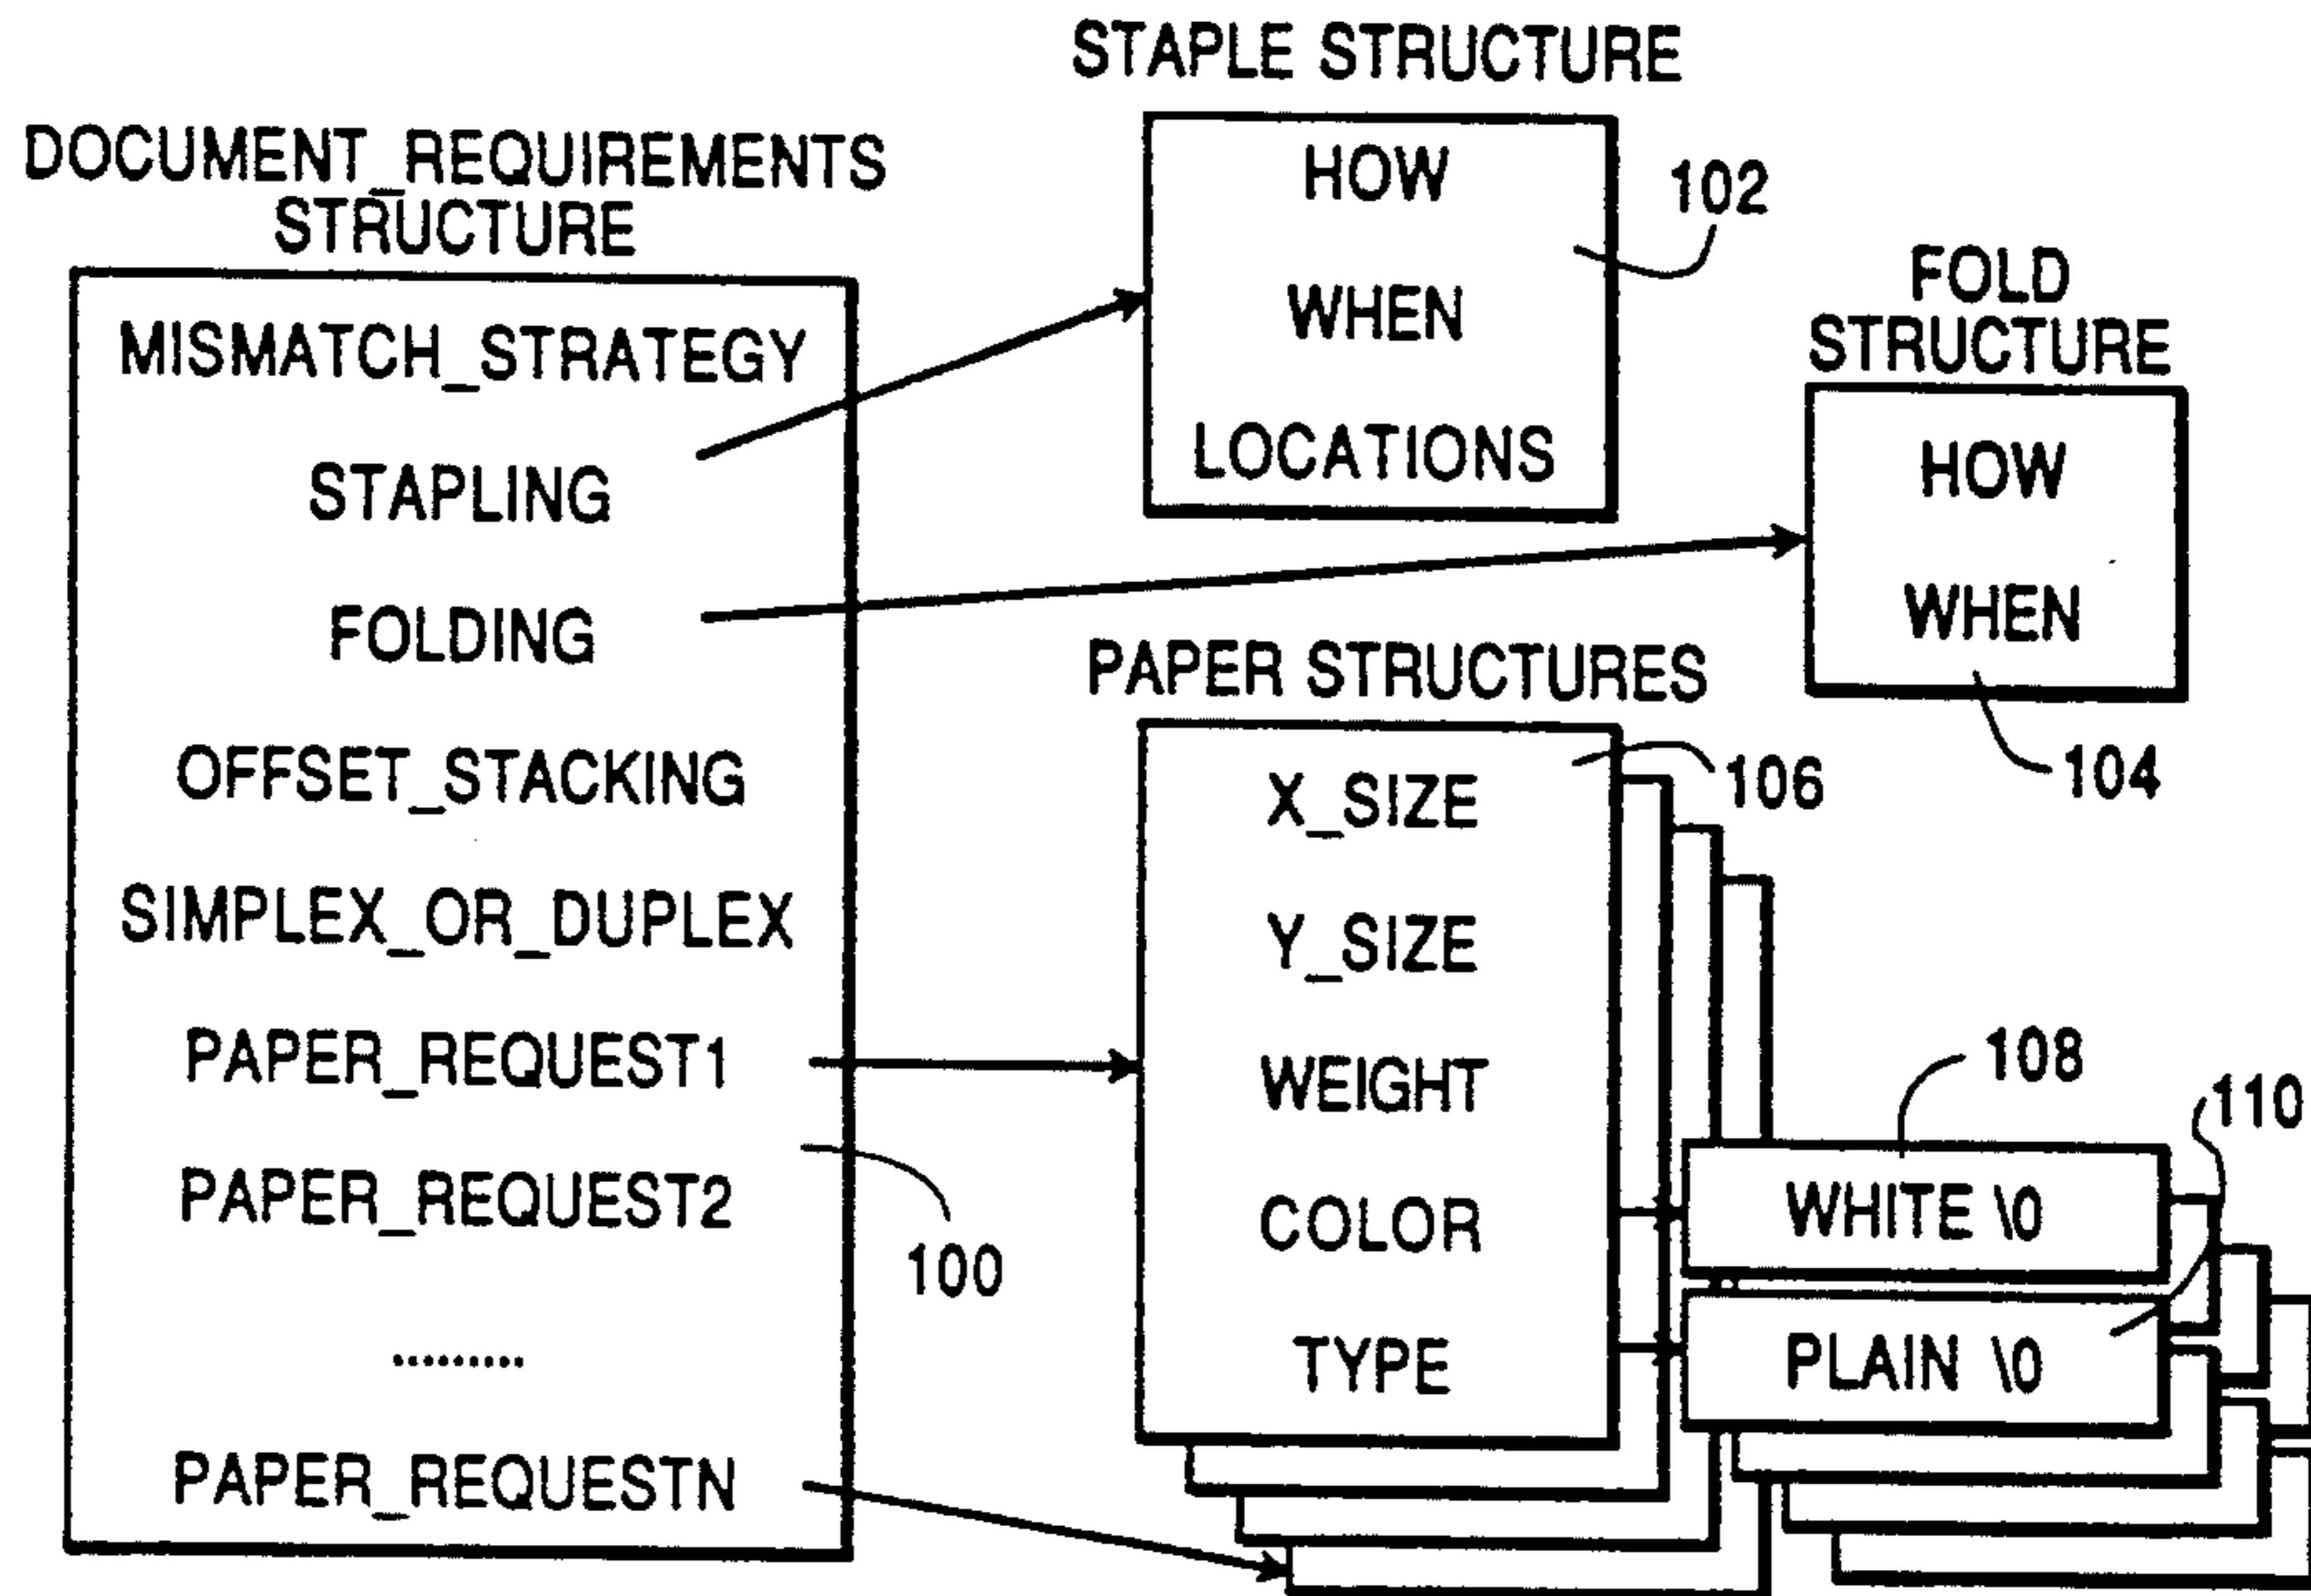 DOCUMENT_REQUIREMENTS
STRUCTURE
MISMATCH_STRATEGY
STAPLING
FOLDING
OFFSET_STACKING
SIMPLEX_OR_DUPLEX
PAPER_REQUEST1
PAPER_REQUEST2
.........
PAPER_REQUESTN
100
STAPLE STRUCTURE
HOW
WHEN
LOCATIONS
102
FOLD
STRUCTURE
HOW
WHEN
104
PAPER STRUCTURES
X_SIZE
Y_SIZE
WEIGHT
COLOR
TYPE
106
WHITE \0
108
PLAIN \0
110